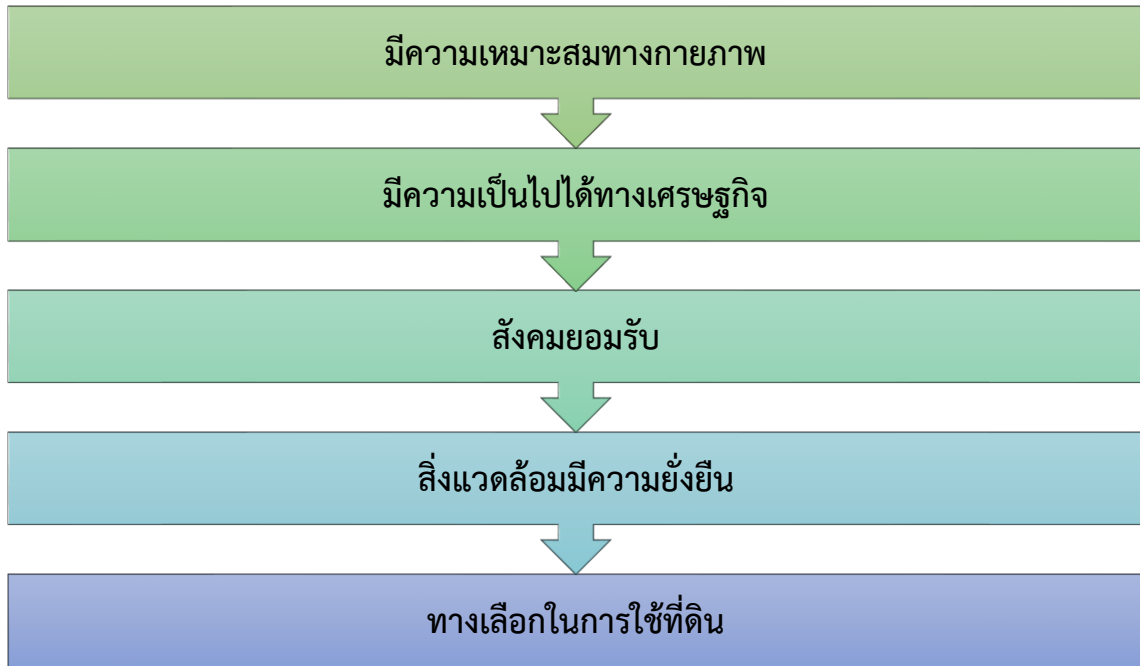 มีความเหมาะสมทางกายภาพ
มีความเป็นไปได้ทางเศรษฐกิจ
สังคมยอมรับ
สิ่งแวดล้อมมีความยั่งยืน
ทางเลือกในการใช้ที่ดิน